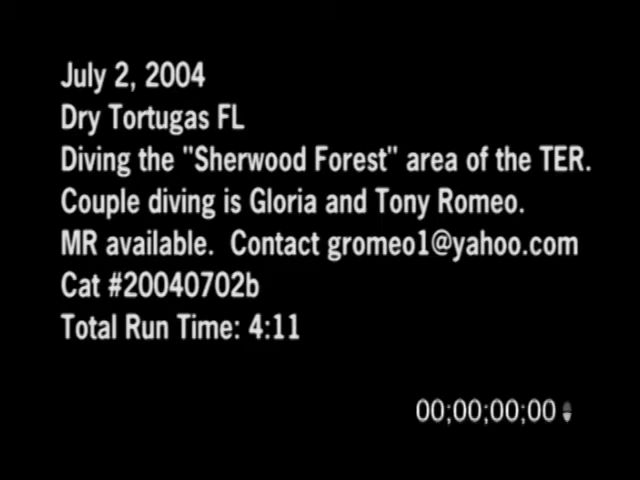 July 2, 2004
Dry Tortugas FL
Diving the "Sherwood Forest" area of the TER.
Couple diving is Gloria and Tony Romeo.
MR available.  Contact gromeo1@yahoo.com
Cat #20040702b
Total Run Time: 4:11
00;00;00;00